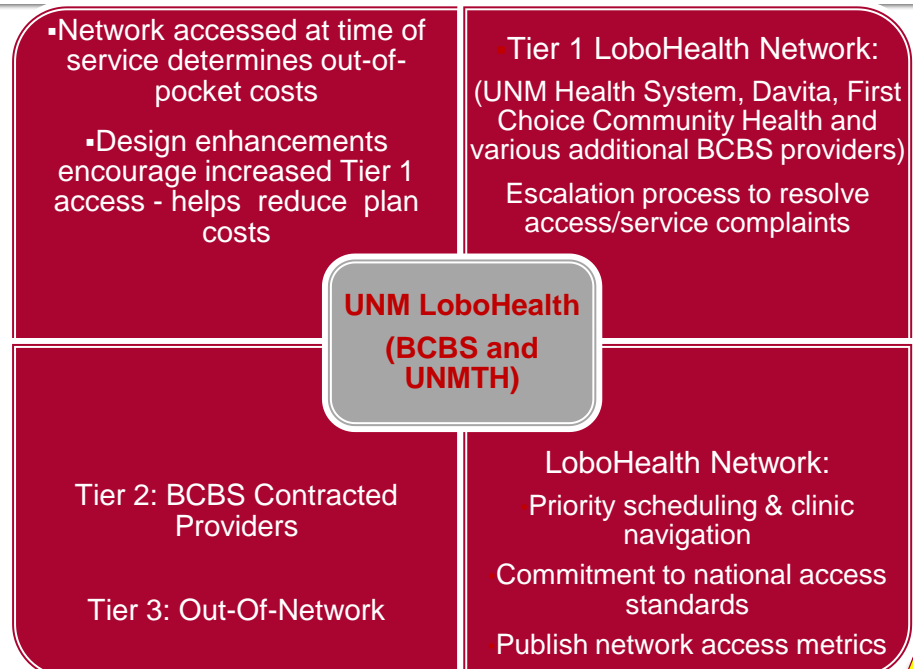 ▪Network accessed at time of
service determines out-of-
pocket costs
▪Design enhancements
encourage increased Tier 1
access - helps reduce plan
costs
▪Tier 1 LoboHealth Network:
(UNM Health System, Davita, First
Choice Community Health and
various additional BCBS providers)
Escalation process to resolve
access/service complaints
UNM LoboHealth
(BCBS and
UNMTH)
Tier 2: BCBS Contracted
Providers
Tier 3: Out-Of-Network
LoboHealth Network:
▪Priority scheduling & clinic
navigation
▪Commitment to national access
standards
▪Publish network access metrics